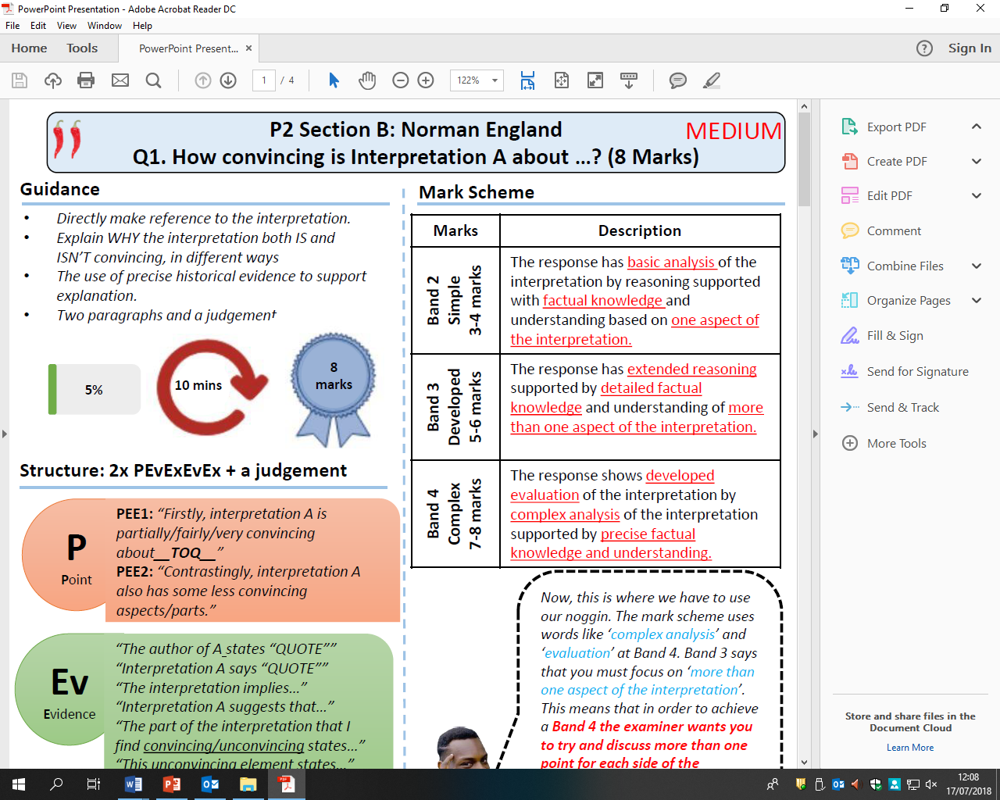 PowerPoint Presentation - Adobe Acrobat Reader DC
File Edit View Window Help
Home Tools PowerPoint Present... × Sign In
1 / 4 122%
P2 Section B: Norman England MEDIUM
Q1. How convincing is Interpretation A about …? (8 Marks)
Guidance
• Directly make reference to the interpretation.
• Explain WHY the interpretation both IS and
ISN'T convincing, in different ways
• The use of precise historical evidence to support
explanation.
• Two paragraphs and a judgement
5%
10 mins
8
marks
Structure: 2x PEvExEvEx + a judgement
P
Point
PEE1: “Firstly, interpretation A is
partially/fairly/very convincing
about__TOQ__”
PEE2: “Contrastingly, interpretation A
also has some less convincing
aspects/parts.”
Ev
Evidence
“The author of A states “QUOTE””
“Interpretation A says “QUOTE””
“The interpretation implies…”
“Interpretation A suggests that…”
“The part of the interpretation that I
find convincing/unconvincing states…”
“This unconvincing element states…”
Mark Scheme
Marks Description
Band 2
Simple
3-4 marks
The response has basic analysis of the
interpretation by reasoning supported
with factual knowledge and
understanding based on one aspect of
the interpretation.
Band 3
Developed
5-6 marks
The response has extended reasoning
supported by detailed factual
knowledge and understanding of more
than one aspect of the interpretation.
Band 4
Complex
7-8 marks
The response shows developed
evaluation of the interpretation by
complex analysis of the interpretation
supported by precise factual
knowledge and understanding.
Now, this is where we have to use
our noggin. The mark scheme uses
words like ‘complex analysis’ and
‘evaluation’ at Band 4. Band 3 says
that you must focus on ‘more than
one aspect of the interpretation’.
This means that in order to achieve
a Band 4 the examiner wants you
to try and discuss more than one
point for each side of the
Export PDF
Create PDF
Edit PDF
Comment
Combine Files
Organize Pages
Fill & Sign
Send for Signature
Send & Track
More Tools
Store and share files in the
Document Cloud
Learn More
12:08
17/07/2018